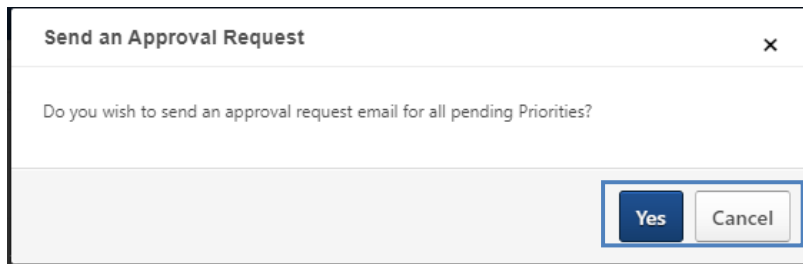 Send an Approval Request
×
Do you wish to send an approval request email for all pending Priorities?
Yes Cancel